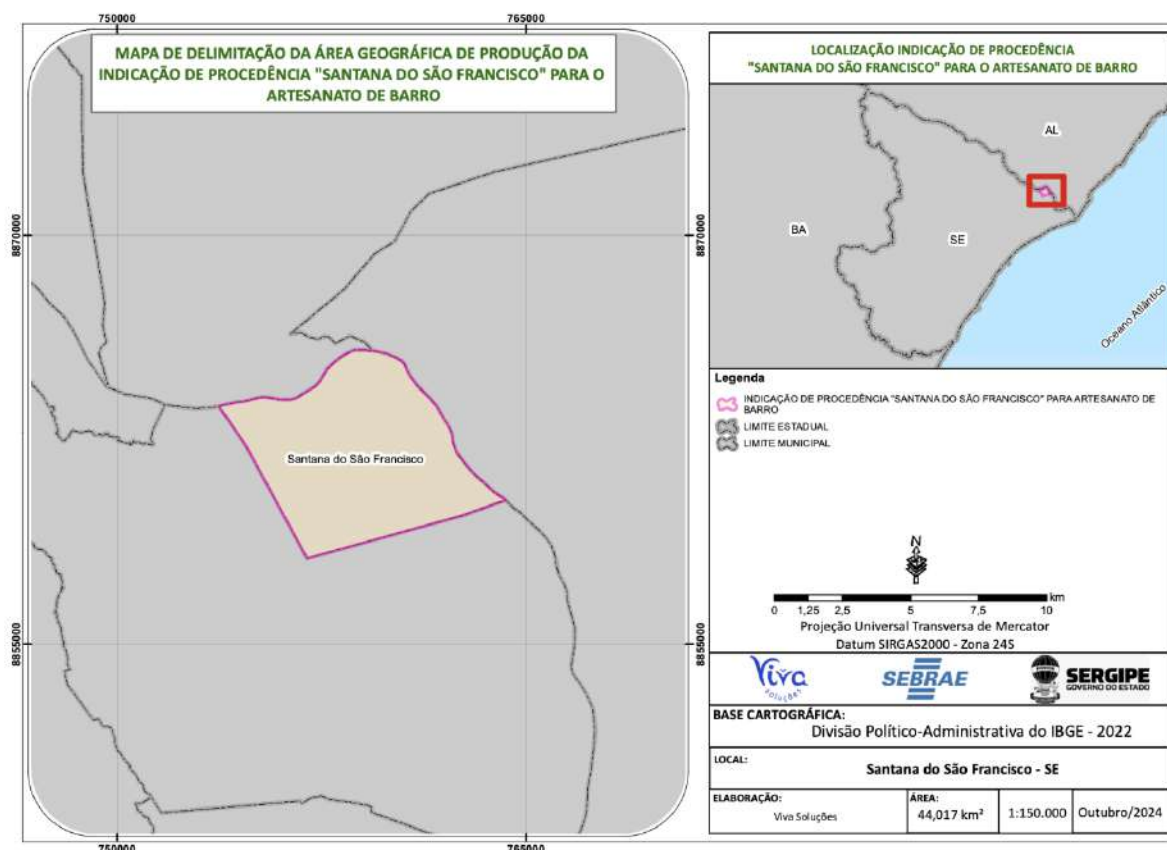 750000
765000
MAPA DE DELIMITAÇÃO DA ÁREA GEOGRÁFICA DE PRODUÇÃO DA
INDICAÇÃO DE PROCEDÊNCIA "SANTANA DO SÃO FRANCISCO" PARA O
ARTESANATO DE BARRO
8870000
8870000
Santana do São Francisco
8855000
8855000
750000
765000
LOCALIZAÇÃO INDICAÇÃO DE PROCEDÊNCIA
"SANTANA DO SÃO FRANCISCO" PARA O ARTESANATO DE BARRO
AL
BA
SE
Oceano Atlântico
Legenda
INDICAÇÃO DE PROCEDÊNCIA "SANTANA DO SÃO FRANCISCO" PARA ARTESANATO DE
BARRO
LIMITE ESTADUAL
LIMITE MUNICIPAL
N
km
0 1,25 2,5 5 7,5 10
Projeção Universal Transversa de Mercator
Datum SIRGAS2000 - Zona 24S
Viva
SOLUÇÕES
SEBRAE
SERGIPE
GOVERNO DO ESTADO
BASE CARTOGRÁFICA:
Divisão Político-Administrativa do IBGE - 2022
LOCAL:
Santana do São Francisco - SE
ELABORAÇÃO:
Viva Soluções
ÁREA:
44,017 km²
1:150.000
Outubro/2024